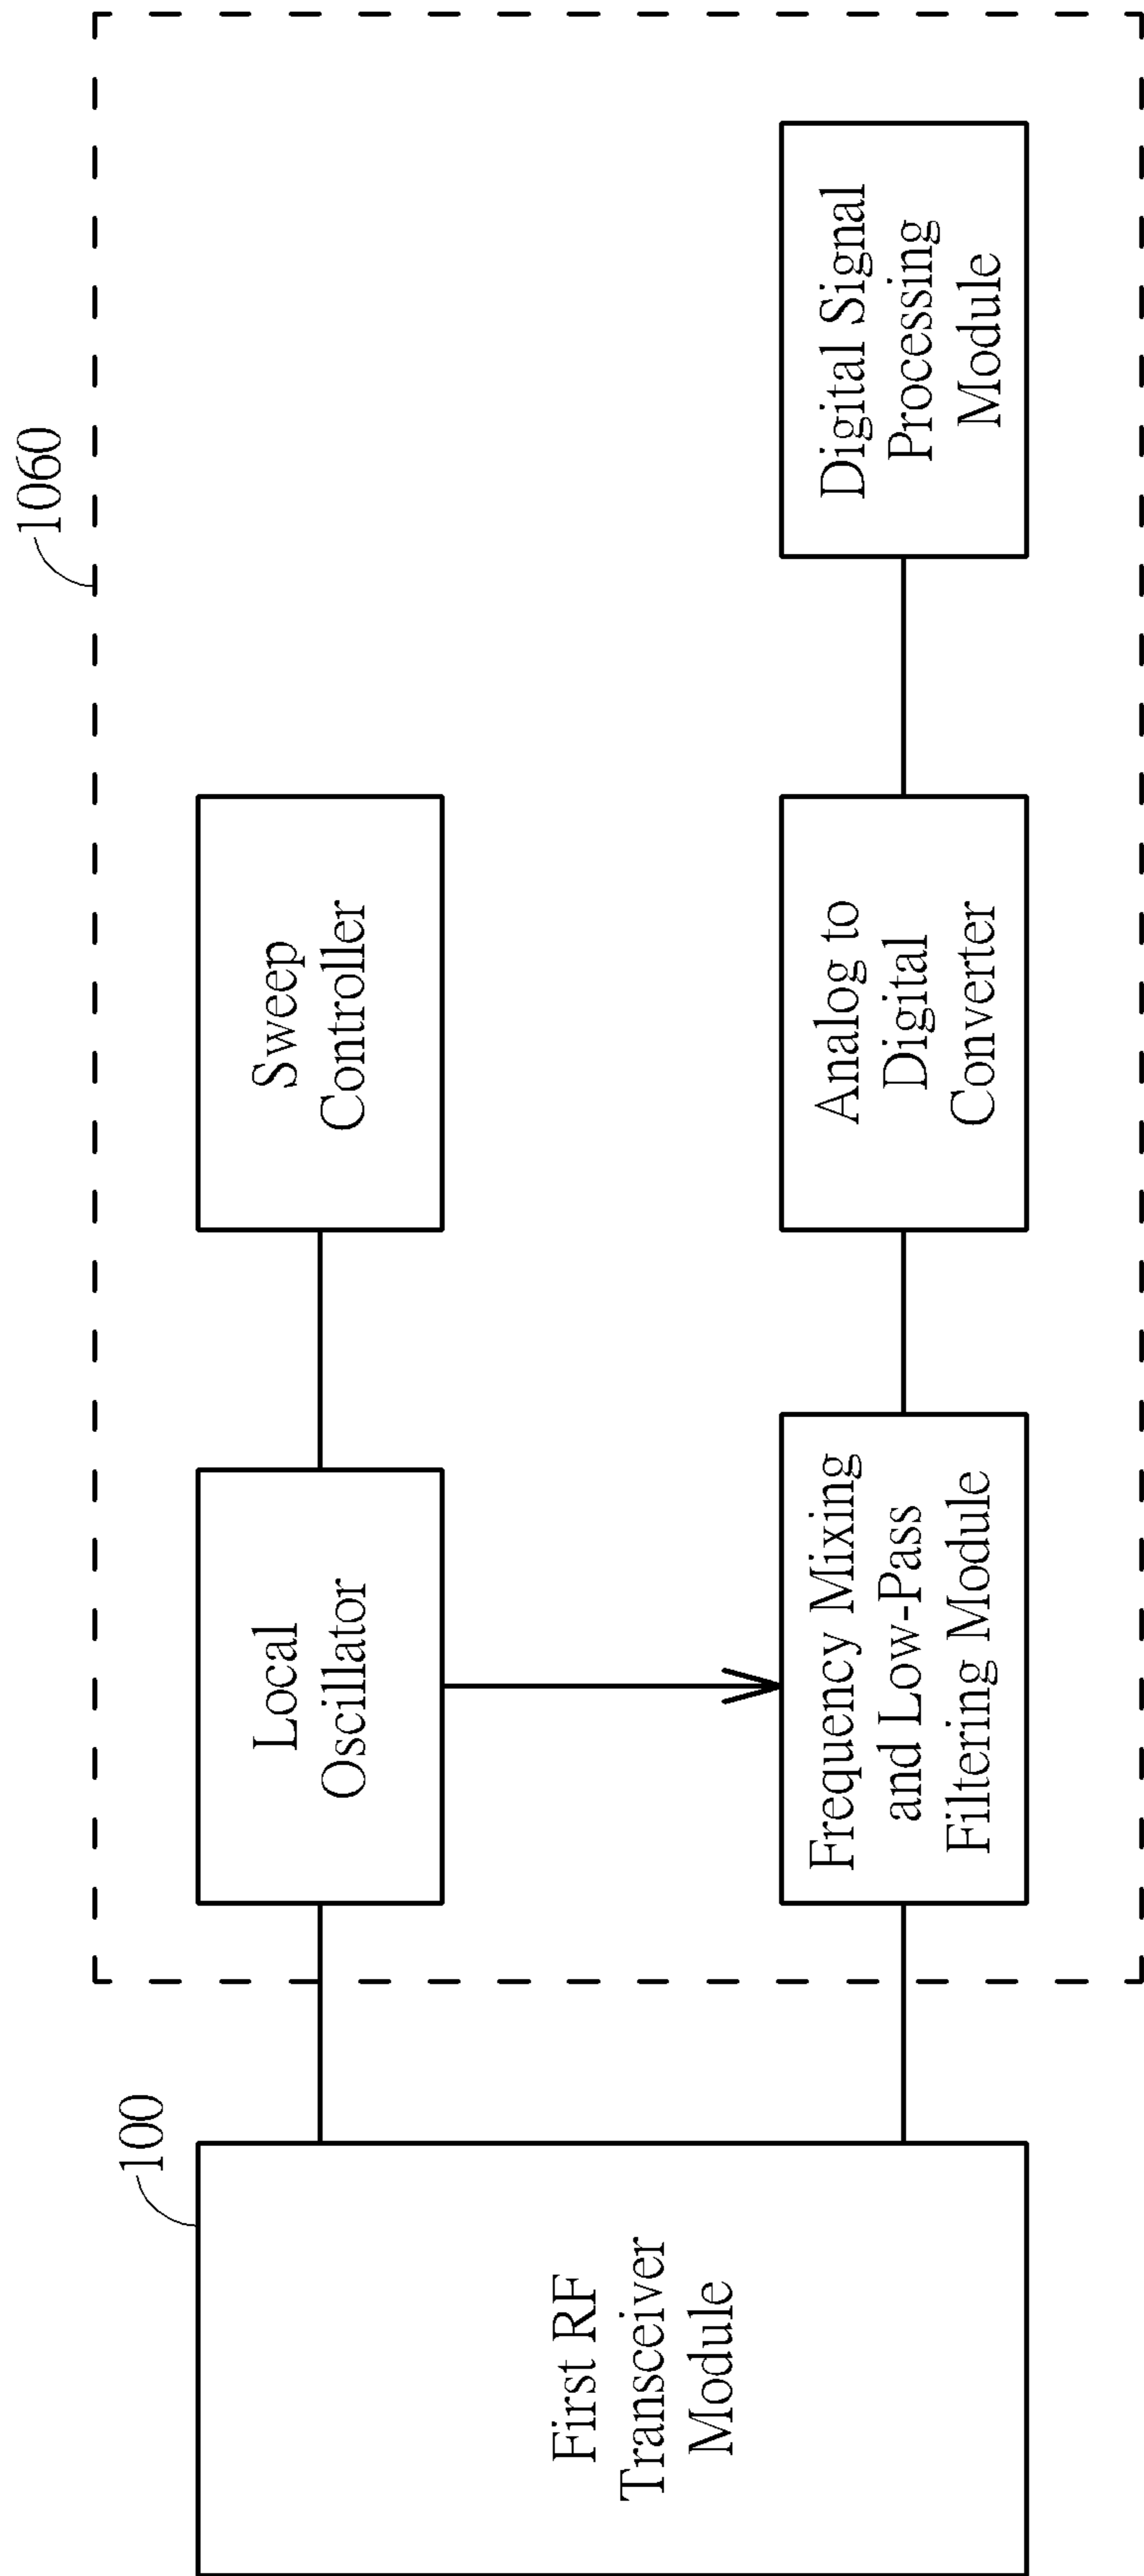 1060
100
First RF
Transceiver
Module
Local
Oscillator
Sweep
Controller
Frequency Mixing
and Low-Pass
Filtering Module
Analog to
Digital
Converter
Digital Signal
Processing
Module